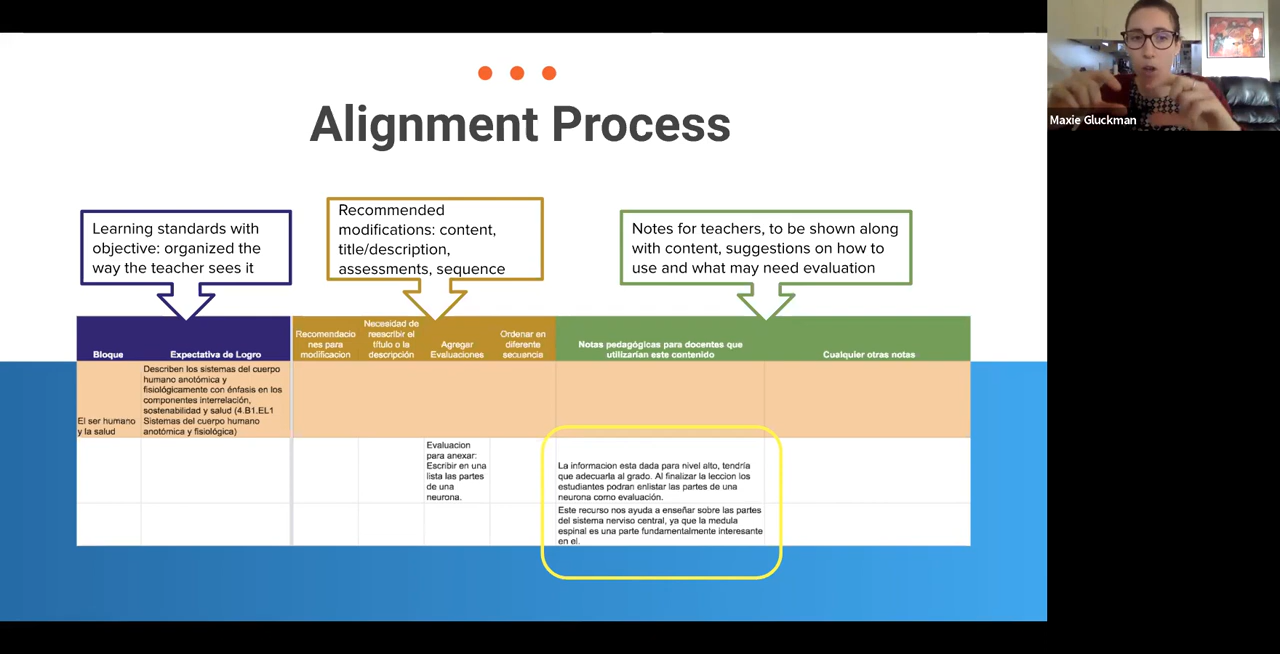 Alignment Process
Maxie Gluckman
Learning standards with
objective: organized the
way the teacher sees it
Recommended
modifications: content,
title/description,
assessments, sequence
Notes for teachers, to be shown along
with content, suggestions on how to
use and what may need evaluation
Bloque
Expectativa de Logro
Recomendacio
nes para
modificacion
Necesidad de
reescribir el
título o la
descripción
Agregar
Evaluaciones
Ordenar en
diferente
secuencia
Notas pedagógicas para docentes que
utilizarían este contenido
Cualquier otras notas
El ser humano
y la salud
Describen los sistemas del cuerpo
humano anotómica y
fisiológicamente con énfasis en los
componentes interrelación,
sostenabilidad y salud (4.B1.EL1
Sistemas del cuerpo humano
anotómica y fisiológica)
Evaluacion
para anexar:
Escribir en una
lista las partes
de una
neurona.
La informacion esta dada para nivel alto, tendría
que adecuarla al grado. Al finalizar la leccion los
estudiantes podran enlistar las partes de una
neurona como evaluación.
Este recurso nos ayuda a enseñar sobre las partes
del sistema nerviso central, ya que la medula
espinal es una parte fundamentalmente interesante
en el.